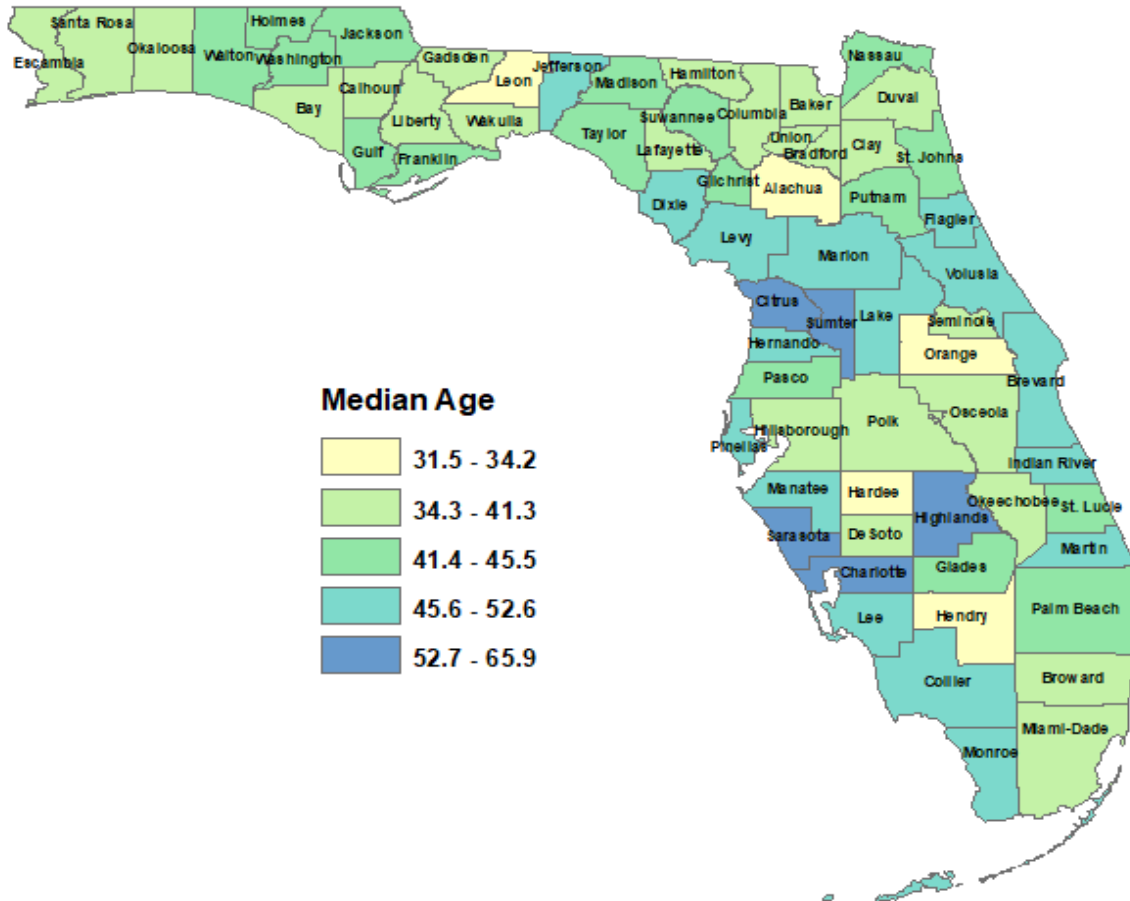 Santa Rosa
Holmes
Jackson
Okaloosa
Escambia
Walton
Washington
Gadsden
Jefferson
Leon
Madison
Hamilton
Nassau
Calhoun
Bay
Liberty
Wakulla
Taylor
Suwannee
Columbia
Baker
Duval
Union
Bradford
Clay
Lafayette
Gulf
Franklin
St. Johns
Gilchrist
Alachua
Putnam
Dixie
Flagler
Levy
Marion
Volusia
Citrus
Sumter
Lake
Seminole
Hernando
Orange
Pasco
Brevard
Median Age
Hillsborough
Polk
Osceola
Pinellas
31.5 - 34.2
Indian River
Manatee
Hardee
Okeechobee
St. Lucie
34.3 - 41.3
Highlands
Sarasota
DeSoto
Martin
41.4 - 45.5
Charlotte
Glades
45.6 - 52.6
Lee
Hendry
Palm Beach
52.7 - 65.9
Collier
Broward
Miami-Dade
Monroe